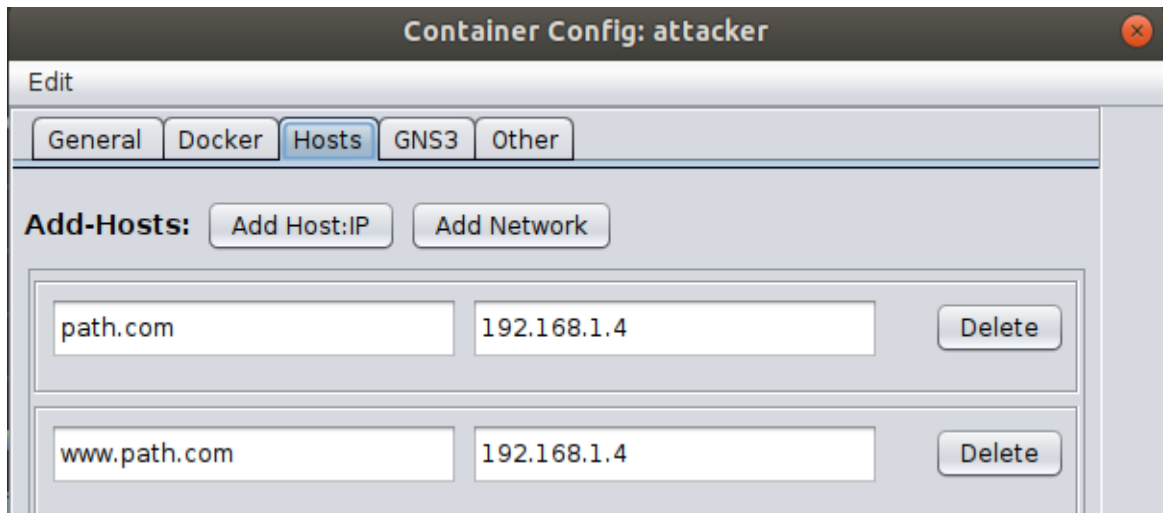 Container Config: attacker
Edit
General Docker Hosts GNS3 Other
Add-Hosts: Add Host:IP Add Network
path.com 192.168.1.4 Delete
www.path.com 192.168.1.4 Delete